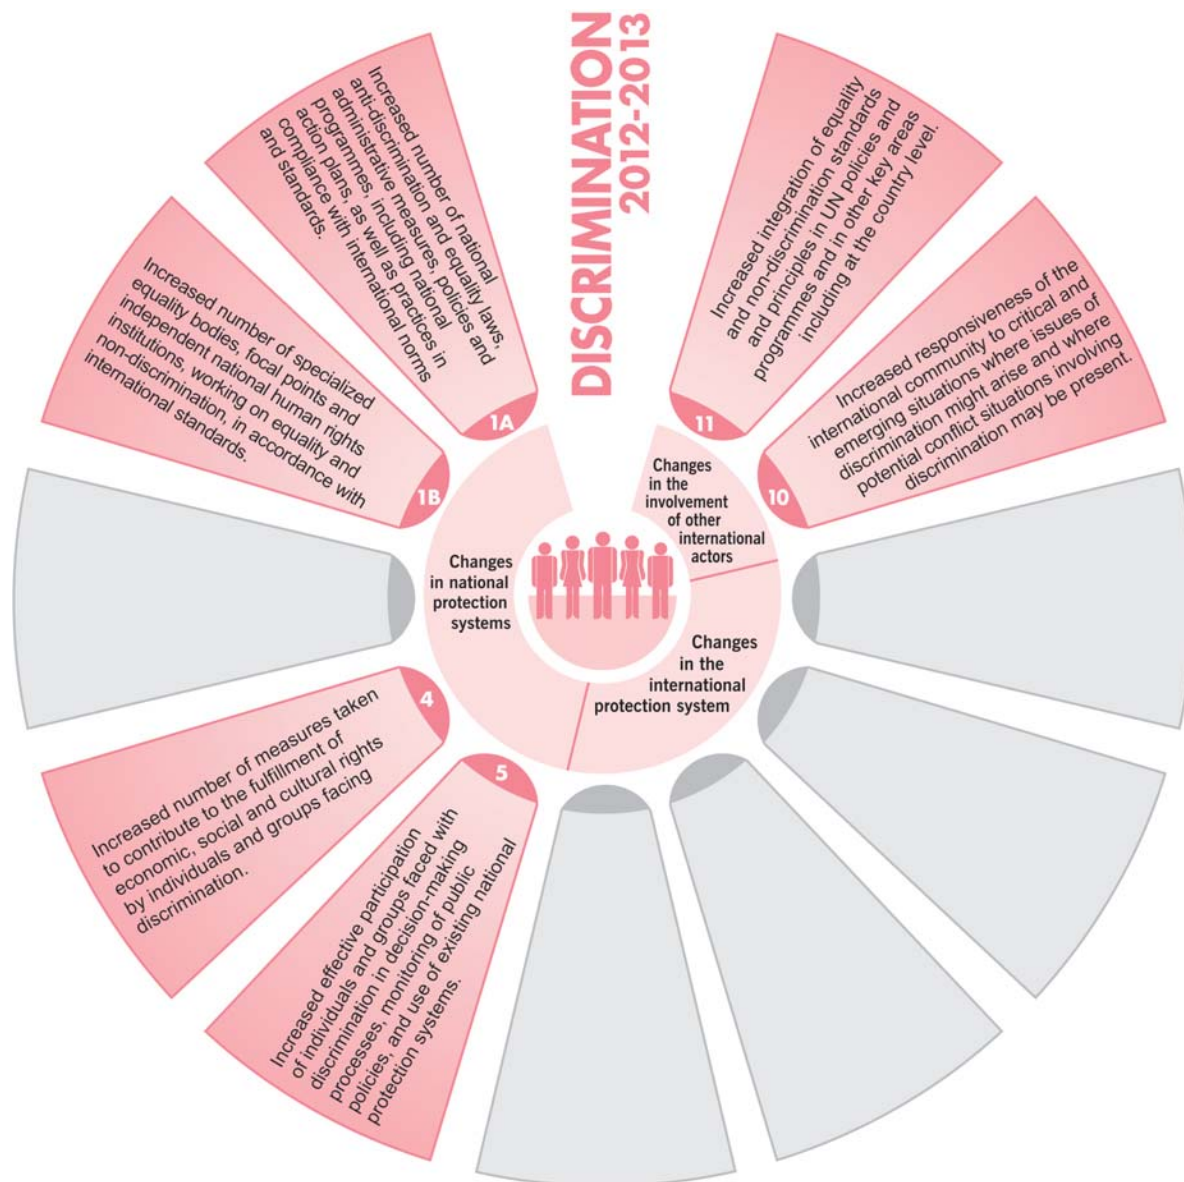 DISCRIMINATION
2012-2013
Increased number of national
anti-discrimination and equality laws,
administrative measures, policies and
programmes, including national
action plans, as well as practices in
compliance with international norms
and standards.
1A
Increased number of specialized
equality bodies, focal points and
independent national human rights
institutions, working on equality and
non-discrimination, in accordance with
international standards.
1B
4
Increased number of measures taken
to contribute to the fulfillment of
economic, social and cultural rights
by individuals and groups facing
discrimination.
5
Increased effective participation
of individuals and groups faced with
discrimination in decision-making
processes, monitoring of public
policies, and use of existing national
protection systems.
Increased integration of equality
and non-discrimination standards
and principles in UN policies and
programmes and in other key areas
including at the country level.
11
Increased responsiveness of the
international community to critical and
emerging situations where issues of
discrimination might arise and where
potential conflict situations involving
discrimination may be present.
10
Changes
in national
protection
systems
Changes
in the
involvement
of other
international
actors
Changes
in the
international
protection system